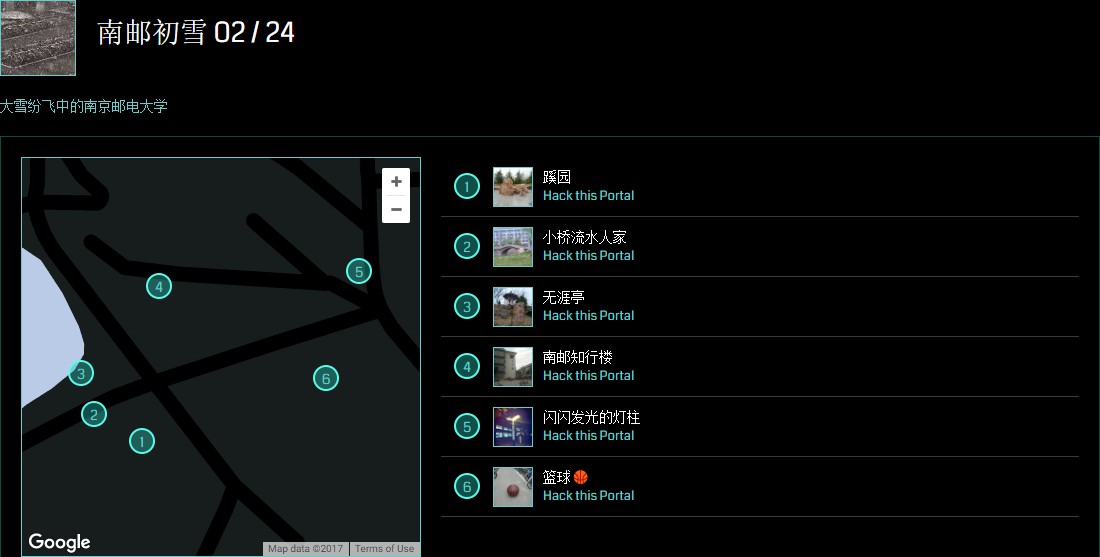 南邮初雪 02 / 24
大雪纷飞中的南京邮电大学
+
−
4
5
3
6
2
1
Google
Map data ©2017
Terms of Use
1
蹊园
Hack this Portal
2
小桥流水人家
Hack this Portal
3
无涯亭
Hack this Portal
4
南邮知行楼
Hack this Portal
5
闪闪发光的灯柱
Hack this Portal
6
篮球🏀
Hack this Portal